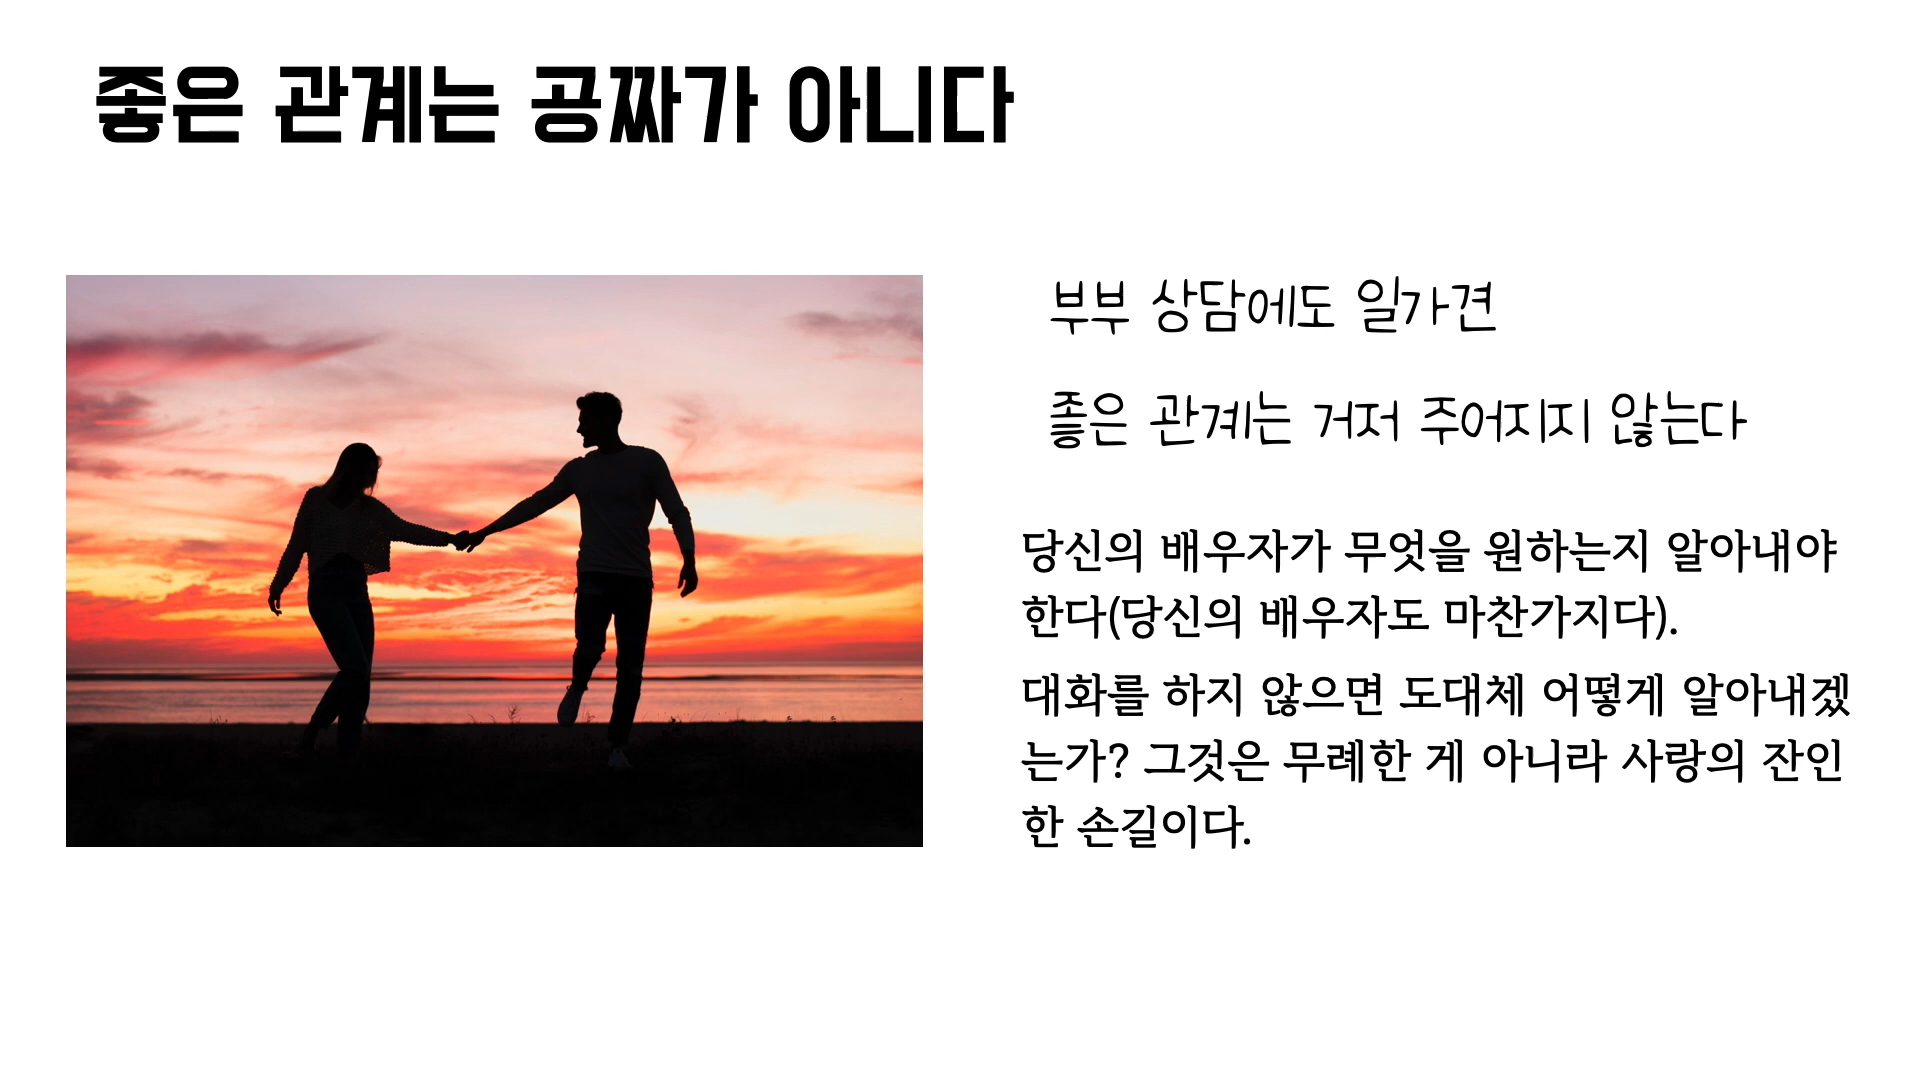 좋은 관계는 공짜가 아니다
부부 상담에도 일가견
좋은 관계는 거저 주어지지 않는다
당신의 배우자가 무엇을 원하는지 알아내야
한다(당신의 배우자도 마찬가지다).
대화를 하지 않으면 도대체 어떻게 알아내겠
는가? 그것은 무례한 게 아니라 사랑의 잔인
한 손길이다.